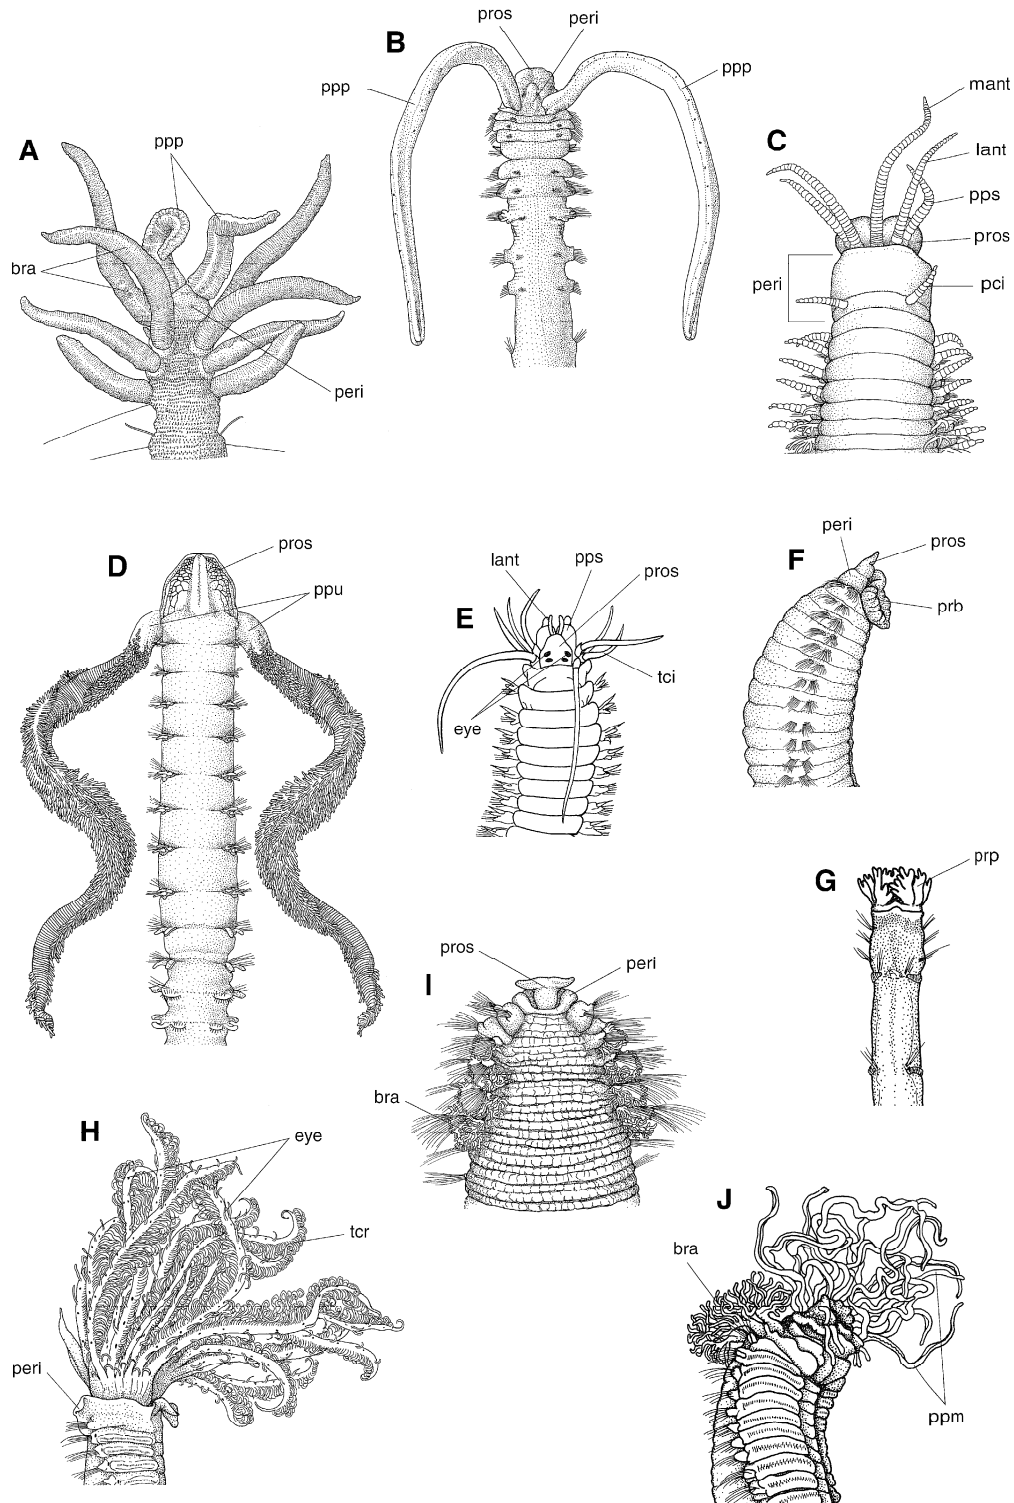 A
ppp
bra
peri
B
pros
peri
ppp
ppp
C
mant
lant
pps
pros
pci
peri
D
pros
ppu
E
lant
pps
pros
tci
eye
F
peri
pros
prb
G
prp
H
eye
tcr
peri
I
pros
peri
bra
J
bra
ppm